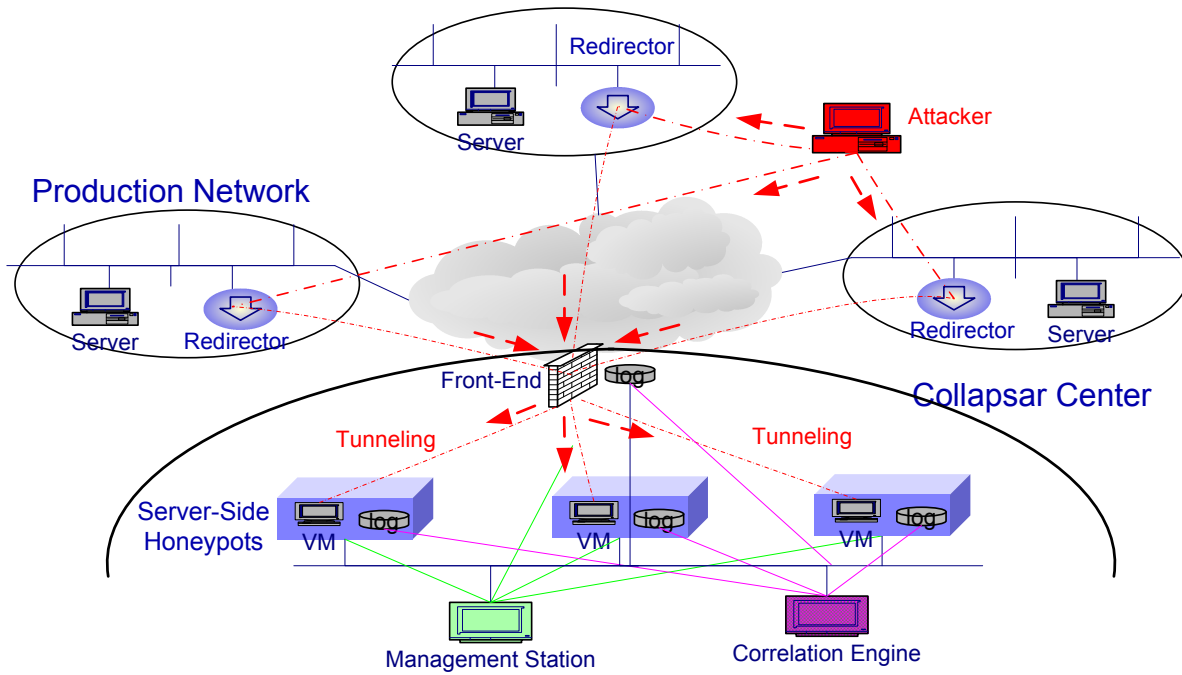 Redirector
Server
Attacker
Production Network
Server
Redirector
Redirector
Server
Front-End
log
Collapsar Center
Tunneling
Tunneling
Server-Side
Honeypots
VM
log
VM
log
VM
log
Management Station
Correlation Engine